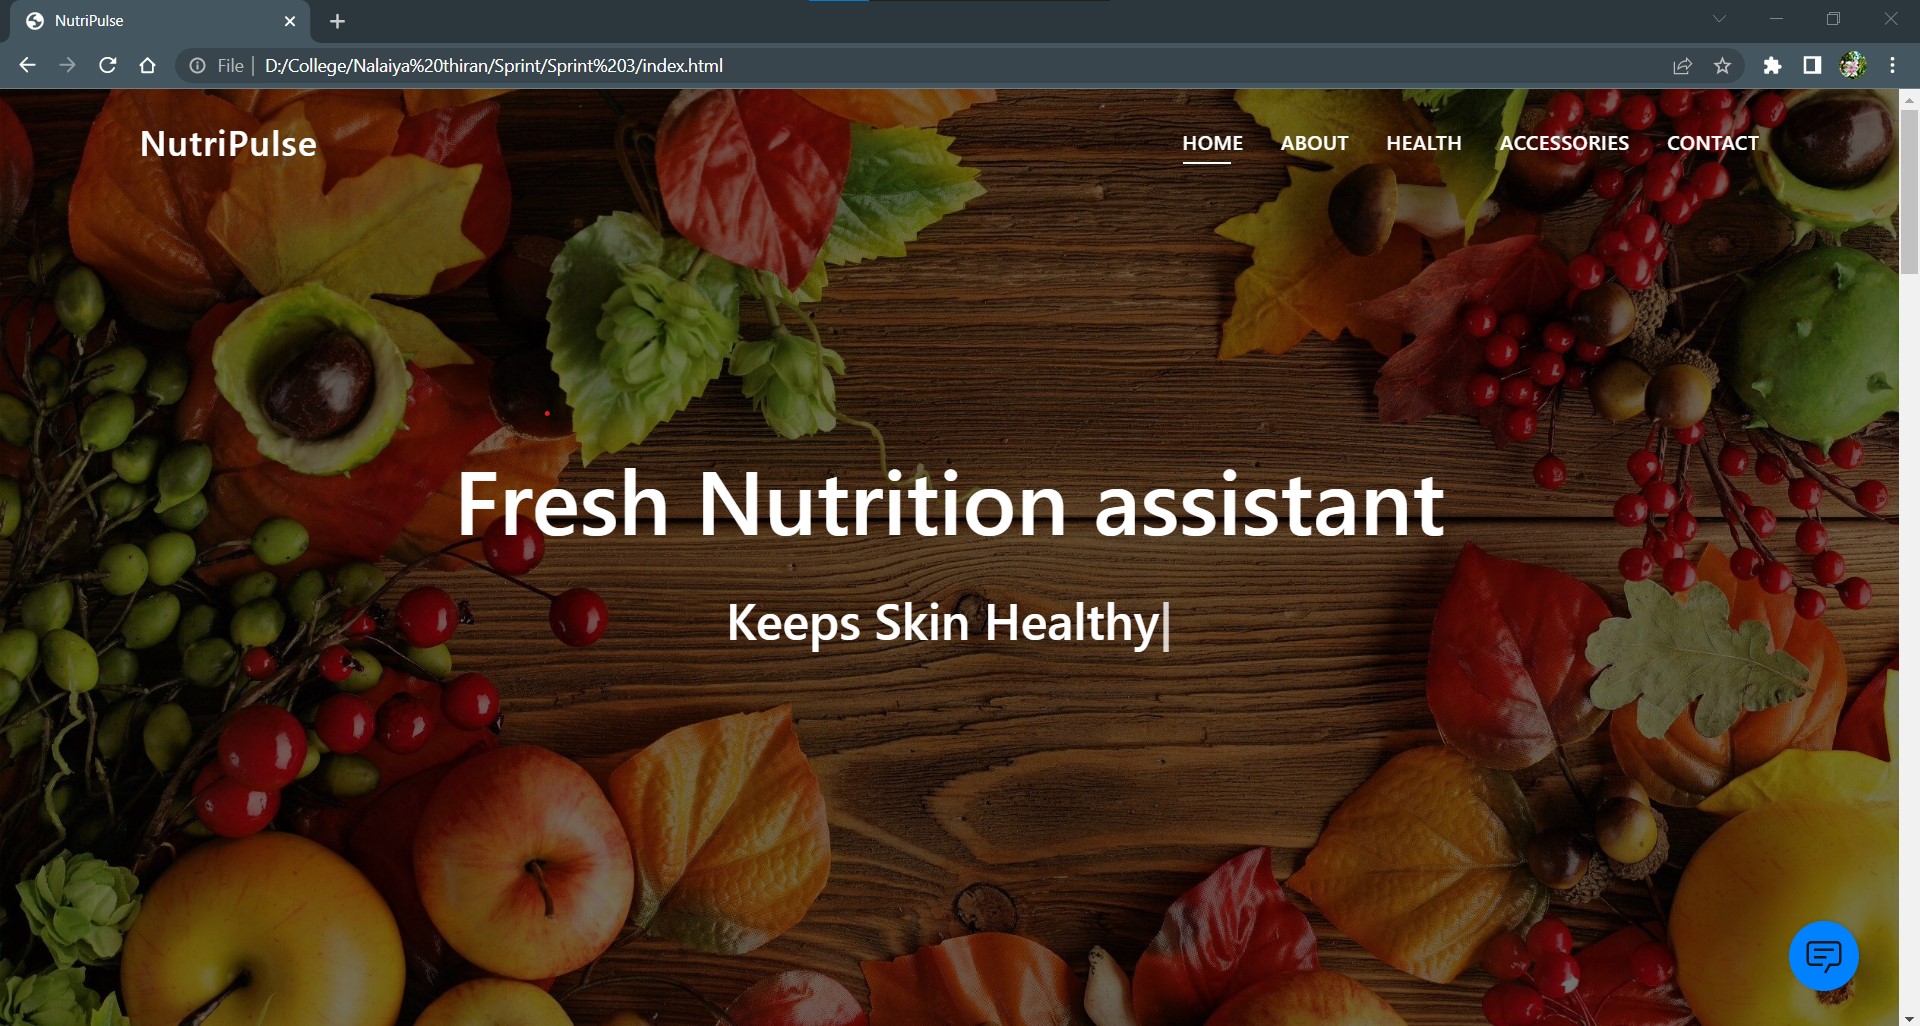 NutriPulse
File | D:/College/Nalaiya%20thiran/Sprint/Sprint%203/index.html
NutriPulse
HOME ABOUT HEALTH ACCESSORIES CONTACT
Fresh Nutrition assistant
Keeps Skin Healthy|